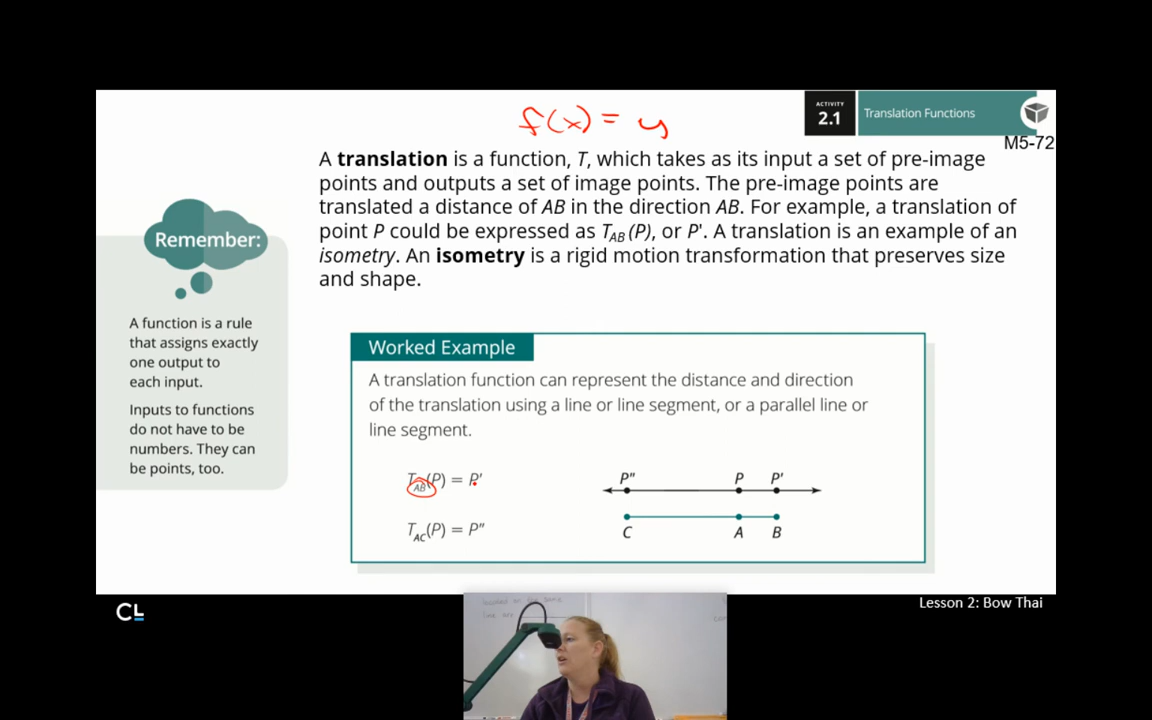 f(x) = y
ACTIVITY
2.1
Translation Functions
M5-72
A translation is a function, T, which takes as its input a set of pre-image
points and outputs a set of image points. The pre-image points are
translated a distance of AB in the direction AB. For example, a translation of
point P could be expressed as T_AB (P), or P'. A translation is an example of an
isometry. An isometry is a rigid motion transformation that preserves size
and shape.
Remember:
A function is a rule
that assigns exactly
one output to
each input.
Inputs to functions
do not have to be
numbers. They can
be points, too.
Worked Example
A translation function can represent the distance and direction
of the translation using a line or line segment, or a parallel line or
line segment.
T_AB(P) = P'
T_AC(P) = P"
P" P P'
C A B
CL
Lesson 2: Bow Thai
line are